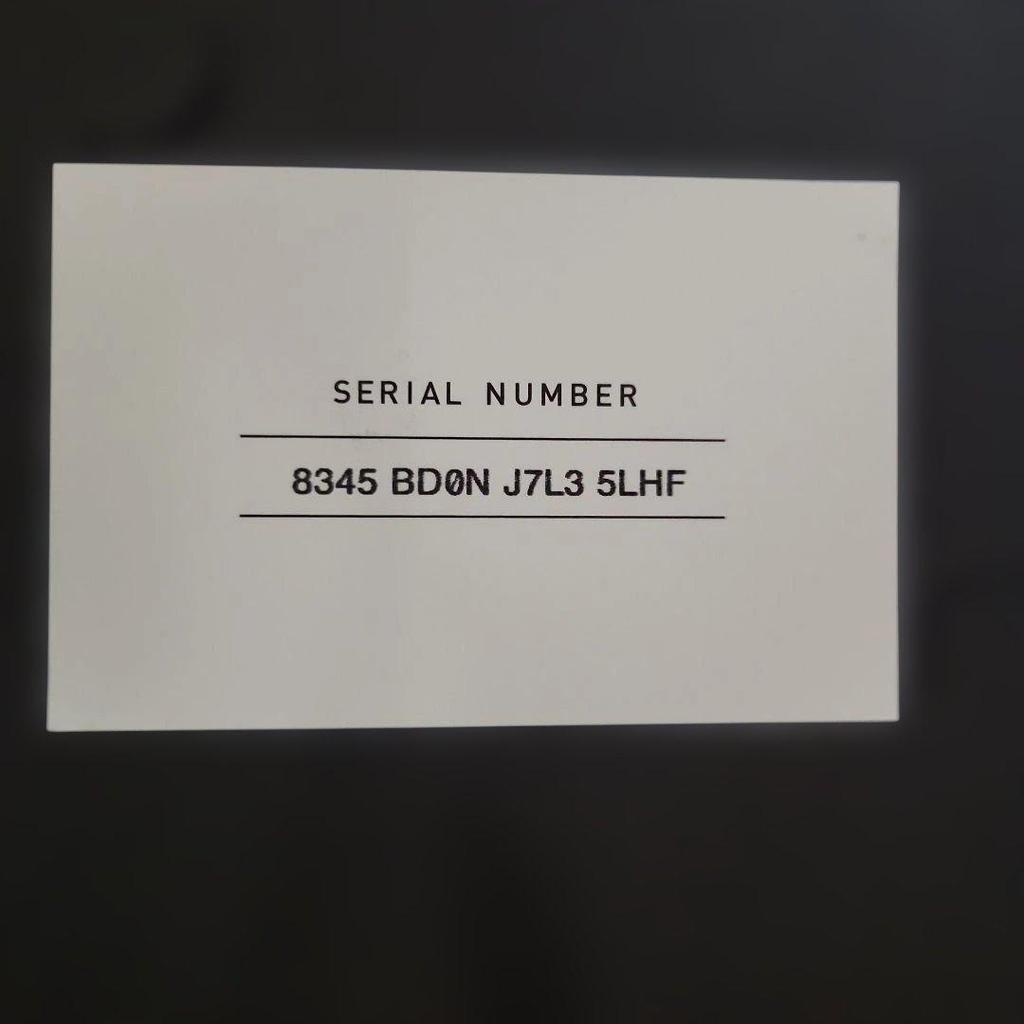 SERIAL NUMBER
8345 BD0N J7L3 5LHF